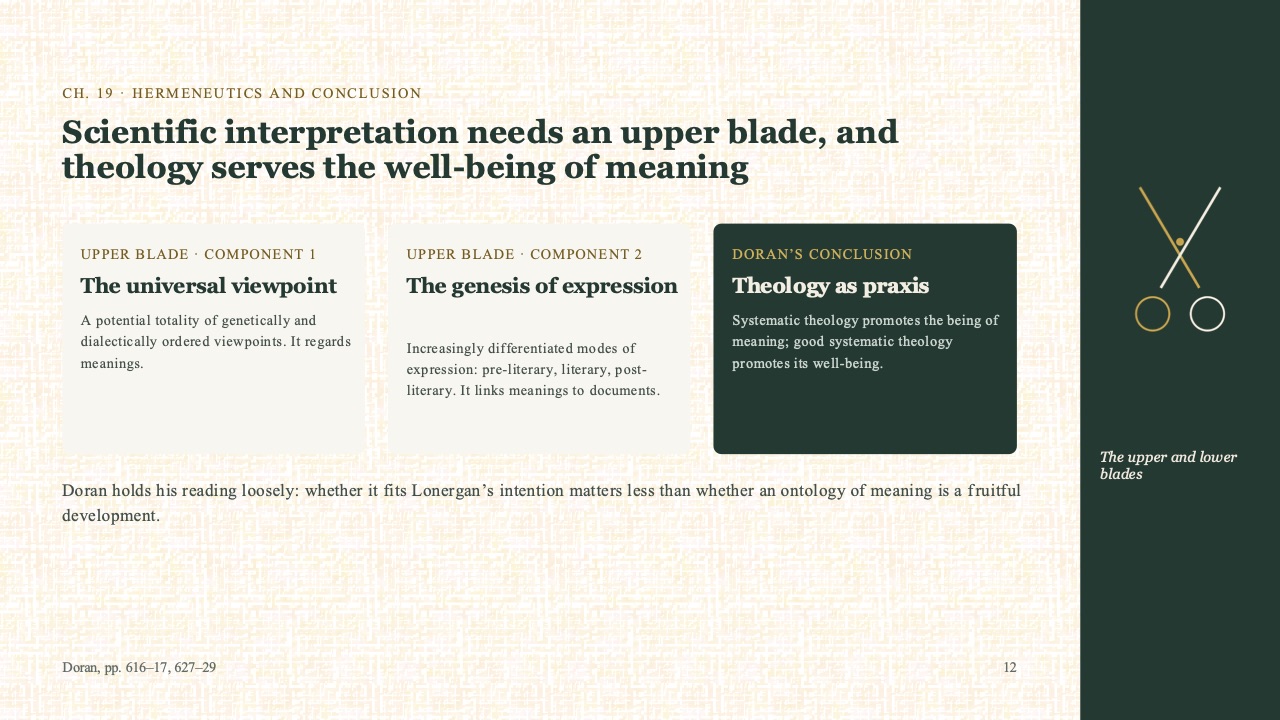 CH. 19 · HERMENEUTICS AND CONCLUSION
Scientific interpretation needs an upper blade, and
theology serves the well-being of meaning
UPPER BLADE · COMPONENT 1
The universal viewpoint
A potential totality of genetically and
dialectically ordered viewpoints. It regards
meanings.
UPPER BLADE · COMPONENT 2
The genesis of expression
Increasingly differentiated modes of
expression: pre-literary, literary, post-
literary. It links meanings to documents.
DORAN’S CONCLUSION
Theology as praxis
Systematic theology promotes the being of
meaning; good systematic theology
promotes its well-being.
Doran holds his reading loosely: whether it fits Lonergan’s intention matters less than whether an ontology of meaning is a fruitful
development.
The upper and lower
blades
Doran, pp. 616–17, 627–29
12